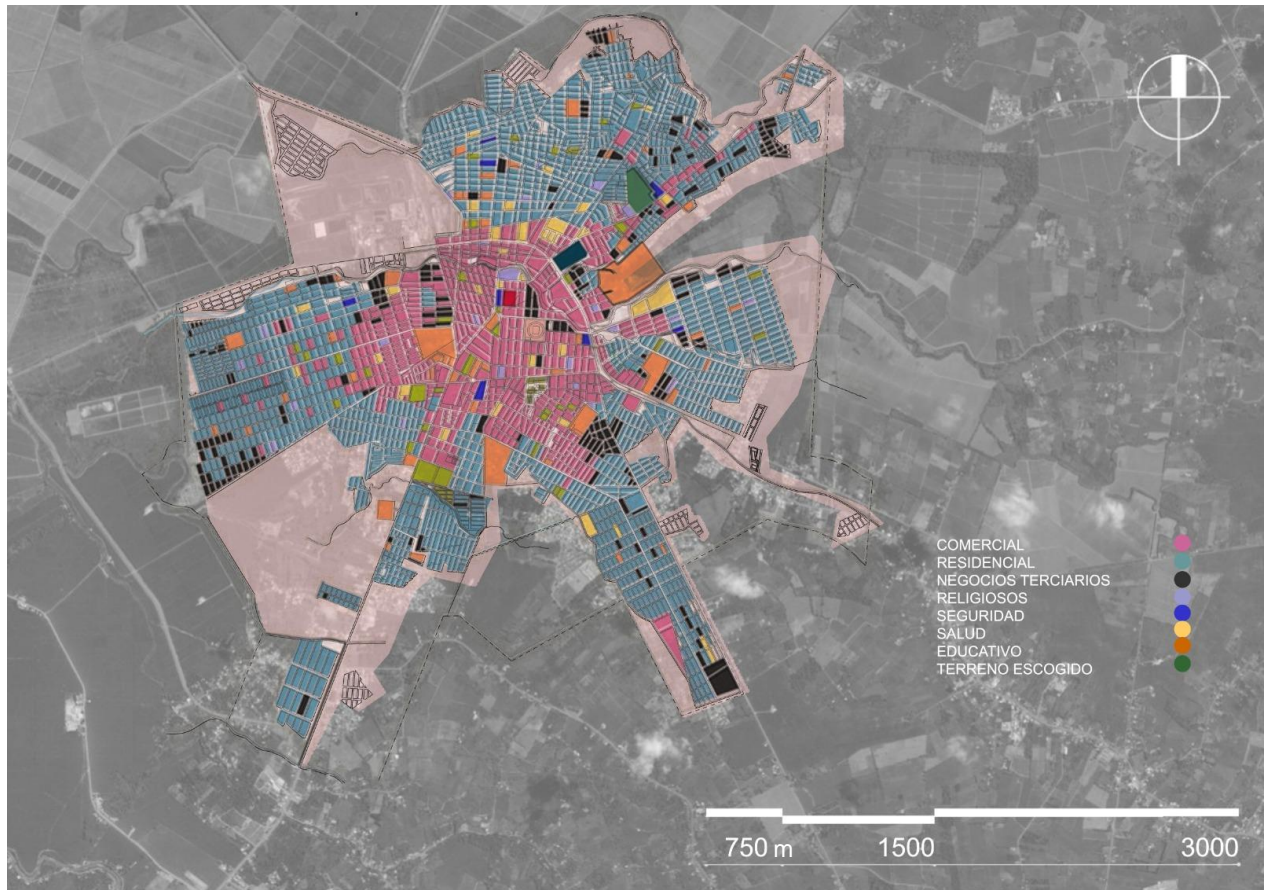 COMERCIAL
RESIDENCIAL
NEGOCIOS TERCIARIOS
RELIGIOSOS
SEGURIDAD
SALUD
EDUCATIVO
TERRENO ESCOGIDO
750 m 1500 3000